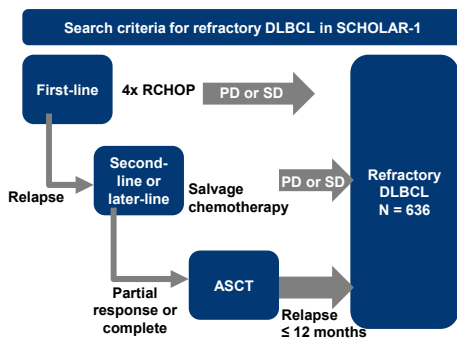 Search criteria for refractory DLBCL in SCHOLAR-1
First-line
4x RCHOP
PD or SD
Relapse
Second-
line or
later-line
Salvage
chemotherapy
PD or SD
Refractory
DLBCL
N = 636
Partial
response or
complete
ASCT
Relapse
≤ 12 months